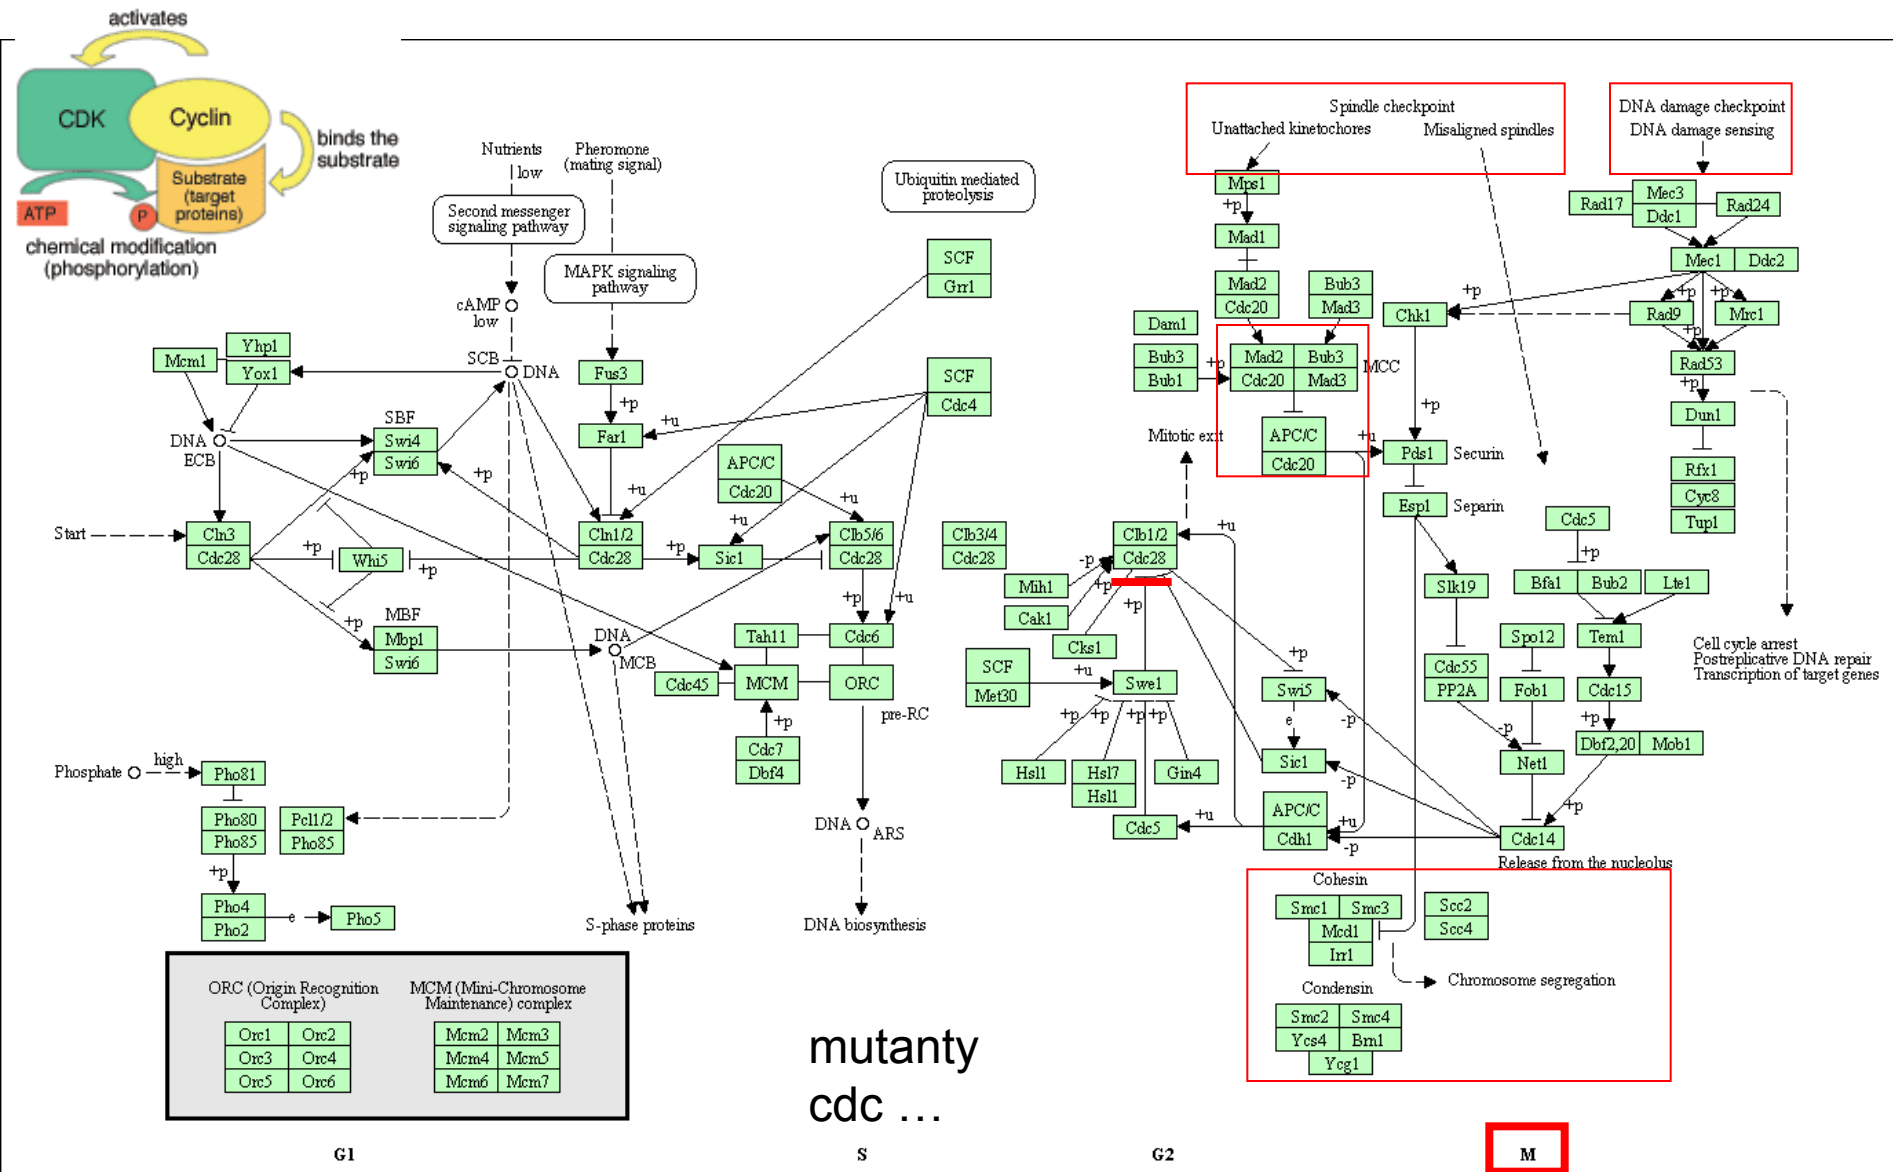 activates
CDK
Cyclin
binds the
substrate
Substrate
(target
proteins)
ATP
P
chemical modification
(phosphorylation)
Nutrients
low
Pheromone
(mating signal)
Second messenger
signaling pathway
MAPK signaling
pathway
cAMP
low
SCB
DNA
Ubiquitin mediated
proteolysis
SCF
Grr1
SCF
Cdc4
+u
+u
+u
+u
+u
Mcm1
Yhp1
Yox1
DNA
ECB
SBF
Swi4
Swi6
+p
+p
Fus3
+p
Far1
APC/C
Cdc20
Start
Cln3
Cdc28
+p
Whi5
+p
Cln1/2
Cdc28
+p
Sic1
Clb5/6
Cdc28
Clb3/4
Cdc28
+p
MBF
Mbp1
Swi6
+p
DNA
MCB
Tah11
Cdc6
Cdc45
MCM
ORC
pre-RC
+p
Cdc7
Dbf4
DNA
ARS
DNA biosynthesis
S-phase proteins
Phosphate
high
Pho81
Pho80
Pho85
Pcl1/2
Pho85
+p
Pho4
Pho2
e
Pho5
ORC (Origin Recognition
Complex)
Orc1 Orc2
Orc3 Orc4
Orc5 Orc6
MCM (Mini-Chromosome
Maintenance) complex
Mcm2 Mcm3
Mcm4 Mcm5
Mcm6 Mcm7
mutanty
cdc …
Spindle checkpoint
Unattached kinetochores
Misaligned spindles
DNA damage checkpoint
DNA damage sensing
Mps1
+p
Mad1
Mad2
Cdc20
Bub3
Mad3
Dam1
Bub3
Bub1
+p
Mad2 Bub3
Cdc20 Mad3
MCC
APC/C
Cdc20
+u
Mitotic exit
Rad17
Mec3
Ddc1
Rad24
Mec1 Ddc2
+p
+p
+p
+p
Chk1
Rad9
Mrc1
Rad53
+p
Dun1
Rfx1
Cyc8
Tup1
+p
Pds1
Securin
Esp1
Separin
Cdc5
+p
Bfa1 Bub2
Lte1
Slk19
Spo12
Tem1
Cdc55
PP2A
Fob1
Cdc15
+p
-p
Dbf2,20 Mob1
Net1
+p
Cdc14
Release from the nucleolus
Cell cycle arrest
Postreplicative DNA repair
Transcription of target genes
Clb1/2
Cdc28
+u
Mih1
-p
Cak1
+p
Cks1
+p
SCF
Met30
+u
Swe1
+p +p +p +p
Hsl1
Hsl7
Hsl1
Gin4
Cdc5
+u
APC/C
Cdh1
+u
-p
+p
Swi5
e
Sic1
-p
-p
Cohesin
Smc1 Smc3
Mcd1
Irr1
Scc2
Scc4
Chromosome segregation
Condensin
Smc2 Smc4
Ycs4 Brn1
Ycg1
G1
S
G2
M